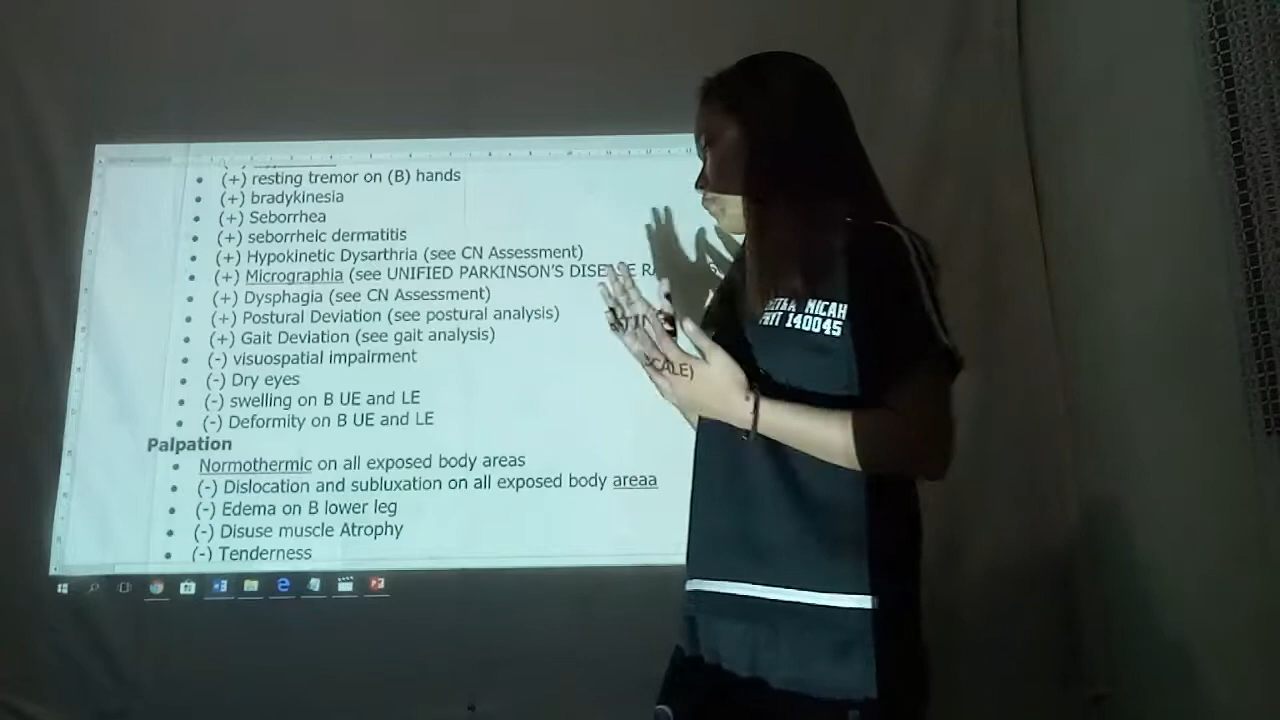 (+) resting tremor on (B) hands
(+) bradykinesia
(+) Seborrhea
(+) seborrheic dermatitis
(+) Hypokinetic Dysarthria (see CN Assessment)
(+) Micrographia (see UNIFIED PARKINSON'S DISEASE RATING SCALE)
(+) Dysphagia (see CN Assessment)
(+) Postural Deviation (see postural analysis)
(+) Gait Deviation (see gait analysis)
(-) visuospatial impairment
(-) Dry eyes
(-) swelling on B UE and LE
(-) Deformity on B UE and LE
Palpation
Normothermic on all exposed body areas
(-) Dislocation and subluxation on all exposed body areaa
(-) Edema on B lower leg
(-) Disuse muscle Atrophy
(-) Tenderness
MICAH
140045